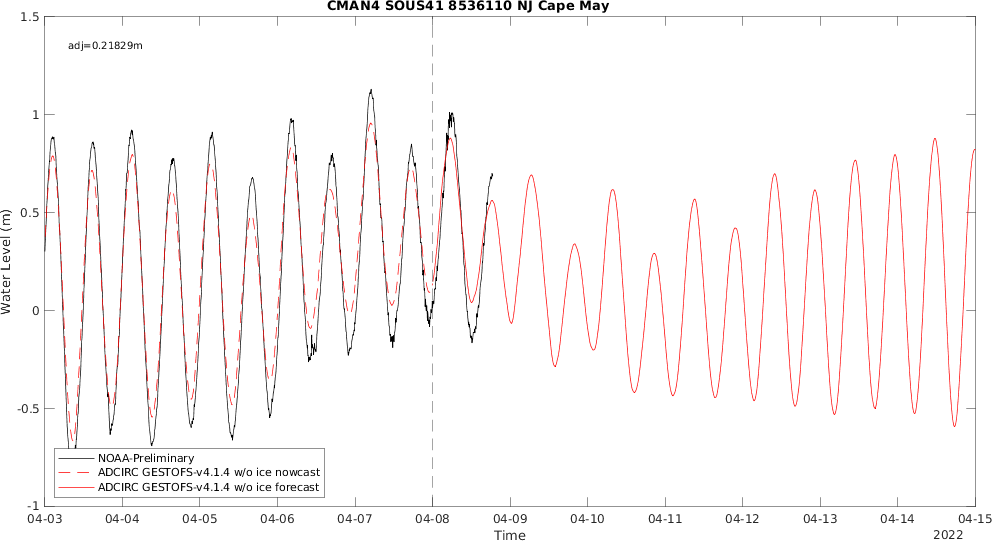 CMAN4 SOUS41 8536110 NJ Cape May
adj=0.21829m
1.5
1
0.5
0
-0.5
-1
Water Level (m)
NOAA-Preliminary
ADCIRC GESTOFS-v4.1.4 w/o ice nowcast
ADCIRC GESTOFS-v4.1.4 w/o ice forecast
04-03 04-04 04-05 04-06 04-07 04-08 04-09 04-10 04-11 04-12 04-13 04-14 04-15
Time
2022